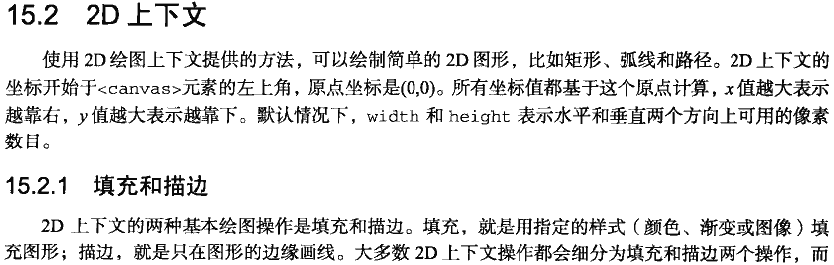 15.2 2D 上下文
使用 2D 绘图上下文提供的方法，可以绘制简单的 2D 图形，比如矩形、弧线和路径。2D 上下文的
坐标开始于<canvas>元素的左上角，原点坐标是(0,0)。所有坐标值都基于这个原点计算，x 值越大表示
越靠右，y 值越大表示越靠下。默认情况下，width 和 height 表示水平和垂直两个方向上可用的像素
数目。
15.2.1 填充和描边
2D 上下文的两种基本绘图操作是填充和描边。填充，就是用指定的样式（颜色、渐变或图像）填
充图形；描边，就是只在图形的边缘画线。大多数 2D 上下文操作都会细分为填充和描边两个操作，而